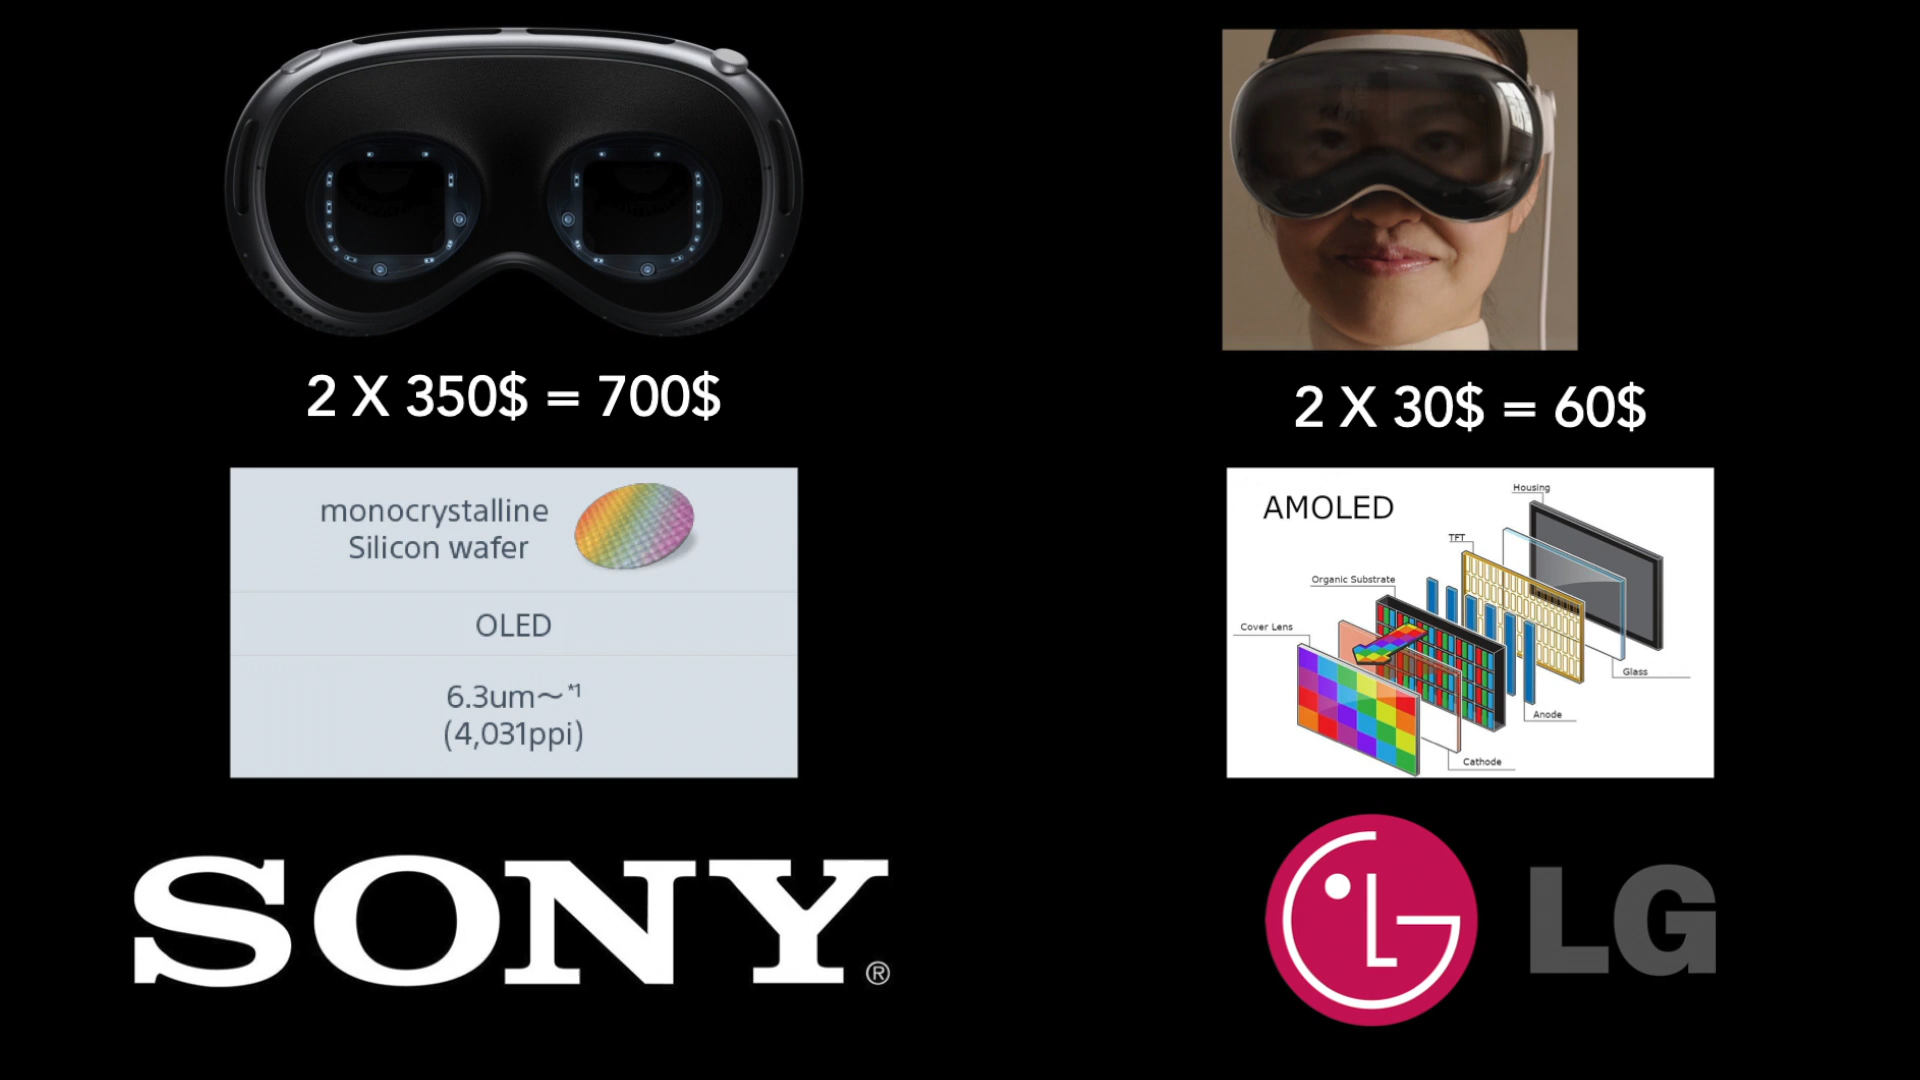 2 X 350$ = 700$
monocrystalline
Silicon wafer
OLED
6.3um～*1
(4,031ppi)
SONY®
2 X 30$ = 60$
AMOLED
Housing
TFT
Organic Substrate
Cover Lens
Glass
Anode
Cathode
LG
LG